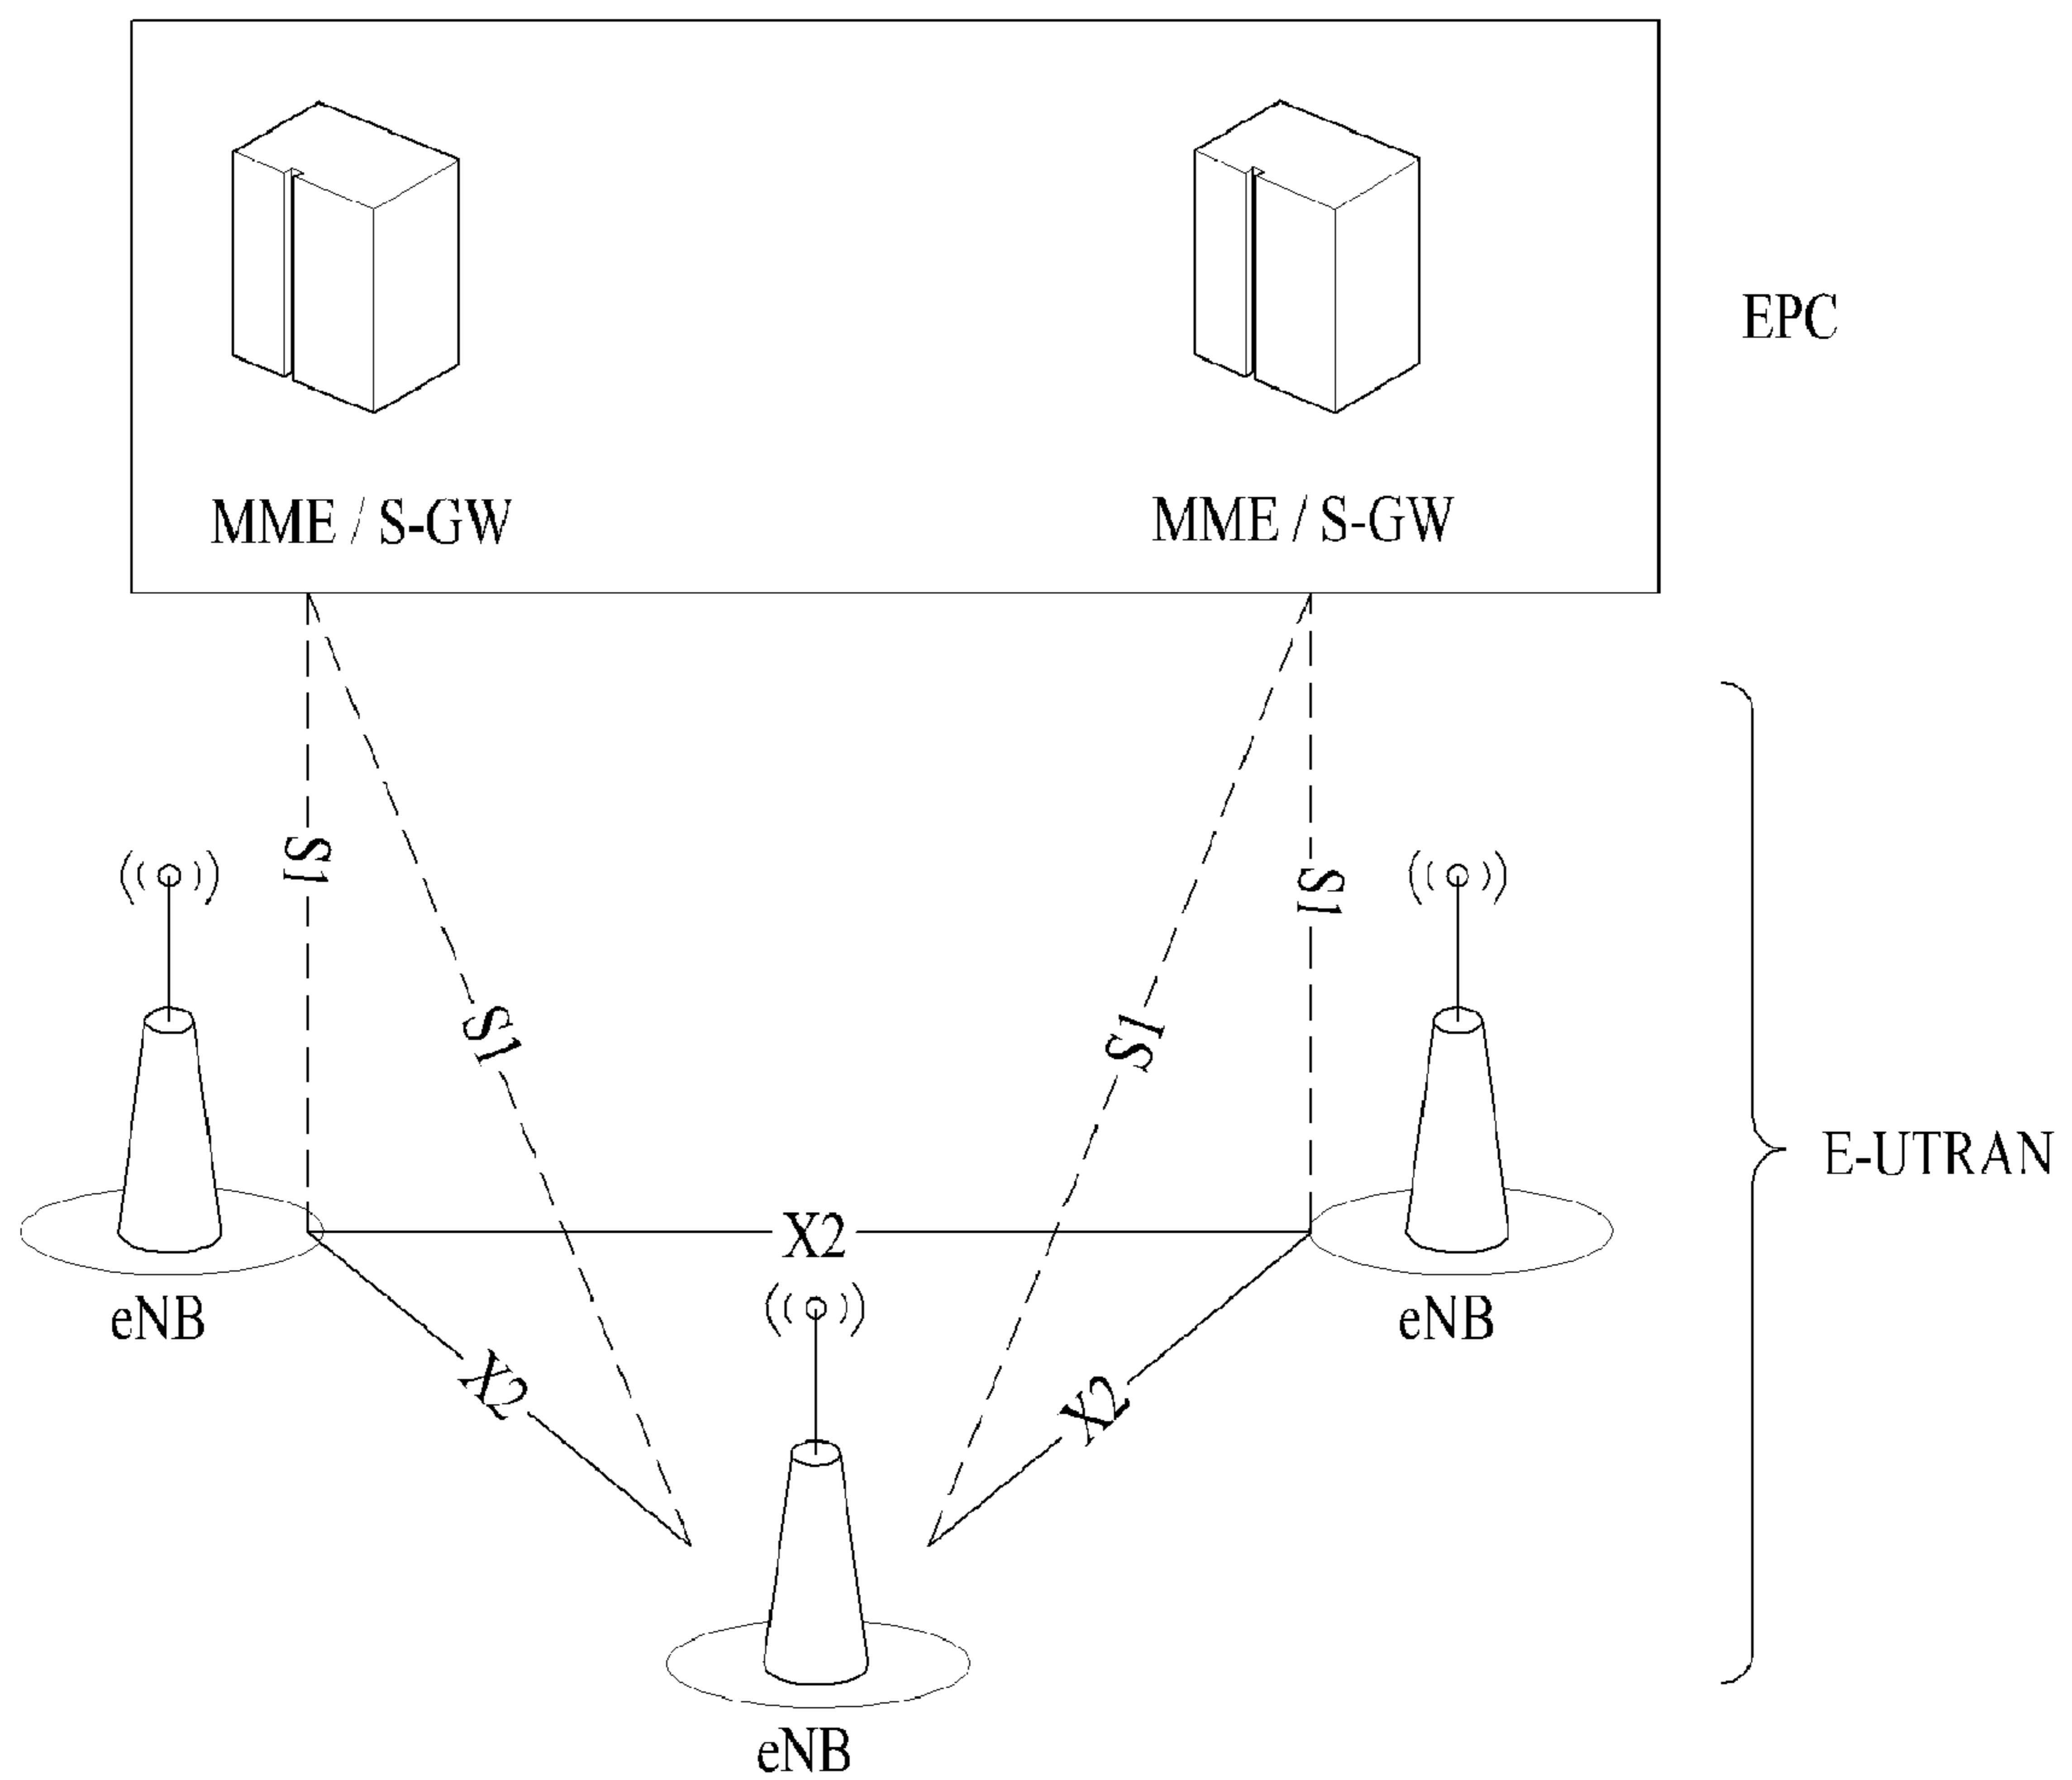 EPC
MME / S-GW
MME / S-GW
S1
S1
S1
S1
E-UTRAN
X2
eNB
eNB
X2
X2
eNB